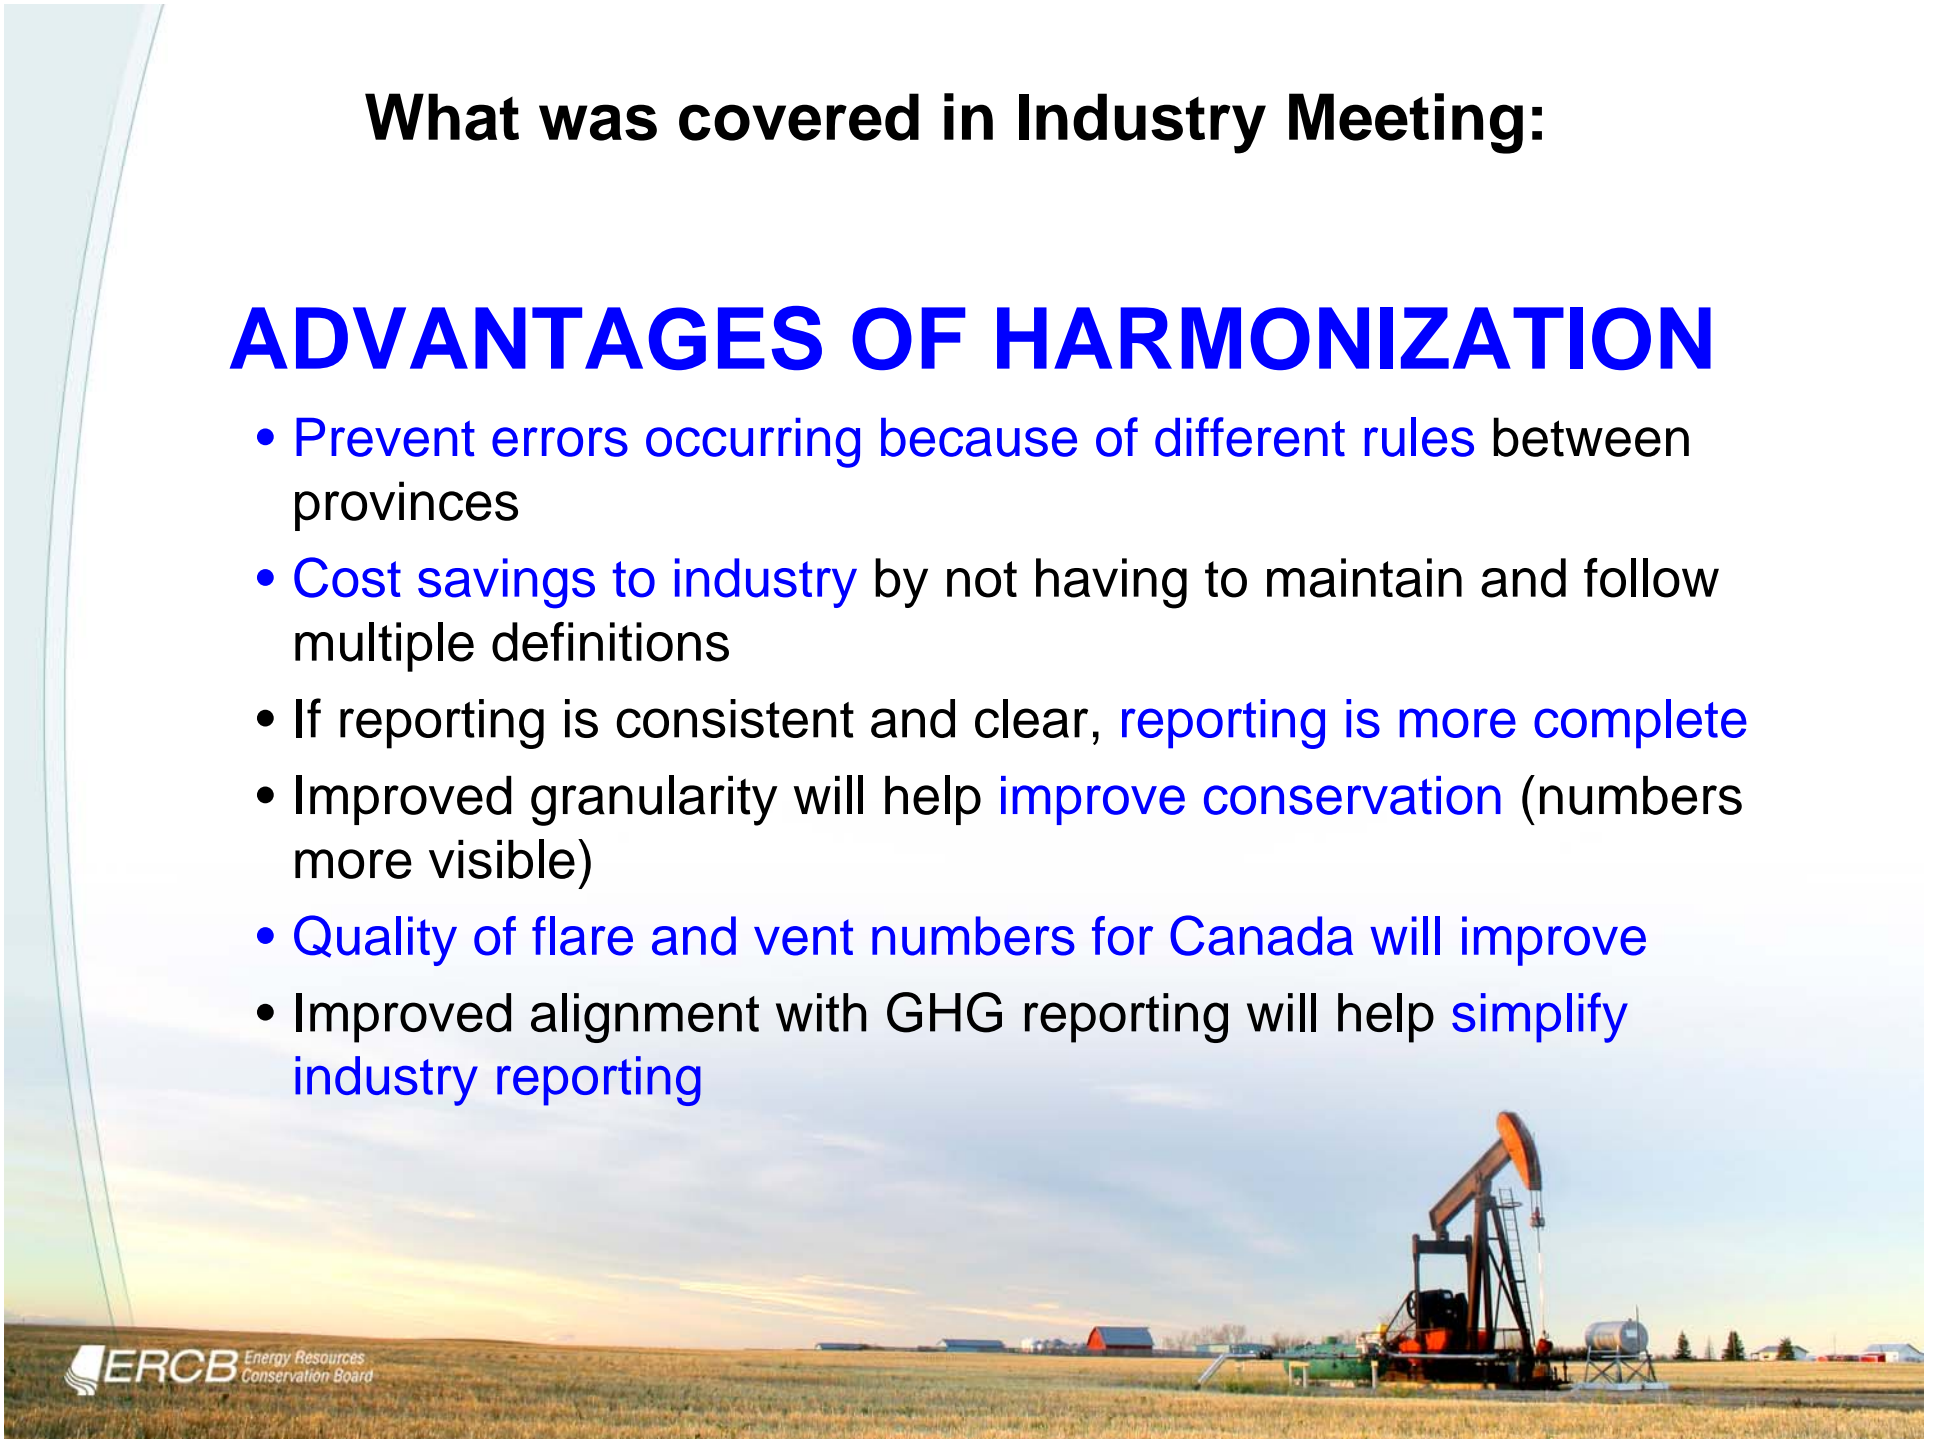 What was covered in Industry Meeting:
ADVANTAGES OF HARMONIZATION
• Prevent errors occurring because of different rules between
provinces
• Cost savings to industry by not having to maintain and follow
multiple definitions
• If reporting is consistent and clear, reporting is more complete
• Improved granularity will help improve conservation (numbers
more visible)
• Quality of flare and vent numbers for Canada will improve
• Improved alignment with GHG reporting will help simplify
industry reporting
ERCB Energy Resources
Conservation Board